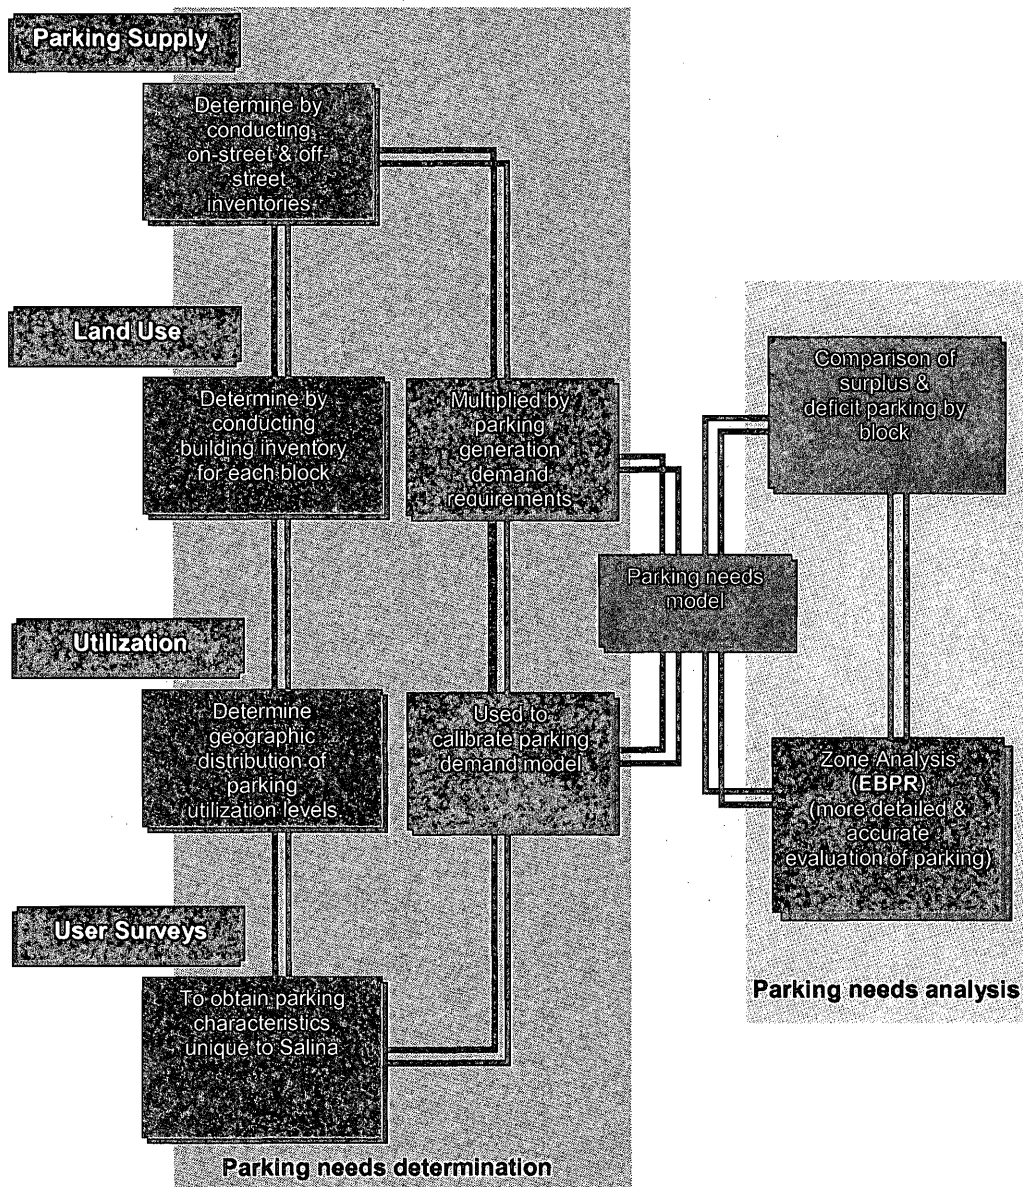 Parking Supply
Determine by
conducting
on-street & off-
street
inventories
Land Use
Determine by
conducting
building inventory
for each block
Multiplied by
parking
generation
demand
requirements
Comparison of
surplus &
deficit parking by
block
Parking needs
model
Utilization
Determine
geographic
distribution of
parking
utilization levels
Used to
calibrate parking
demand model
Zone Analysis
(EBPR)
(more detailed &
accurate
evaluation of parking)
User Surveys
To obtain parking
characteristics
unique to Salina
Parking needs analysis
Parking needs determination